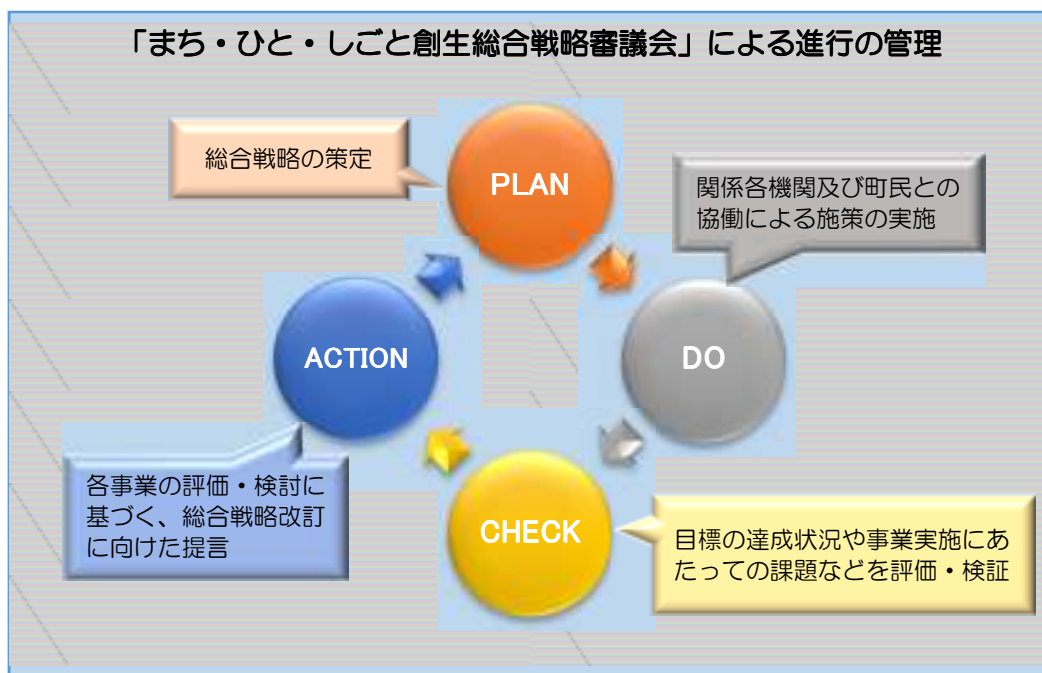 「まち・ひと・しごと創生総合戦略審議会」による進行の管理
総合戦略の策定
PLAN
関係各機関及び町民との
協働による施策の実施
DO
ACTION
各事業の評価・検討に
基づく、総合戦略改訂
に向けた提言
CHECK
目標の達成状況や事業実施にあ
たっての課題などを評価・検証